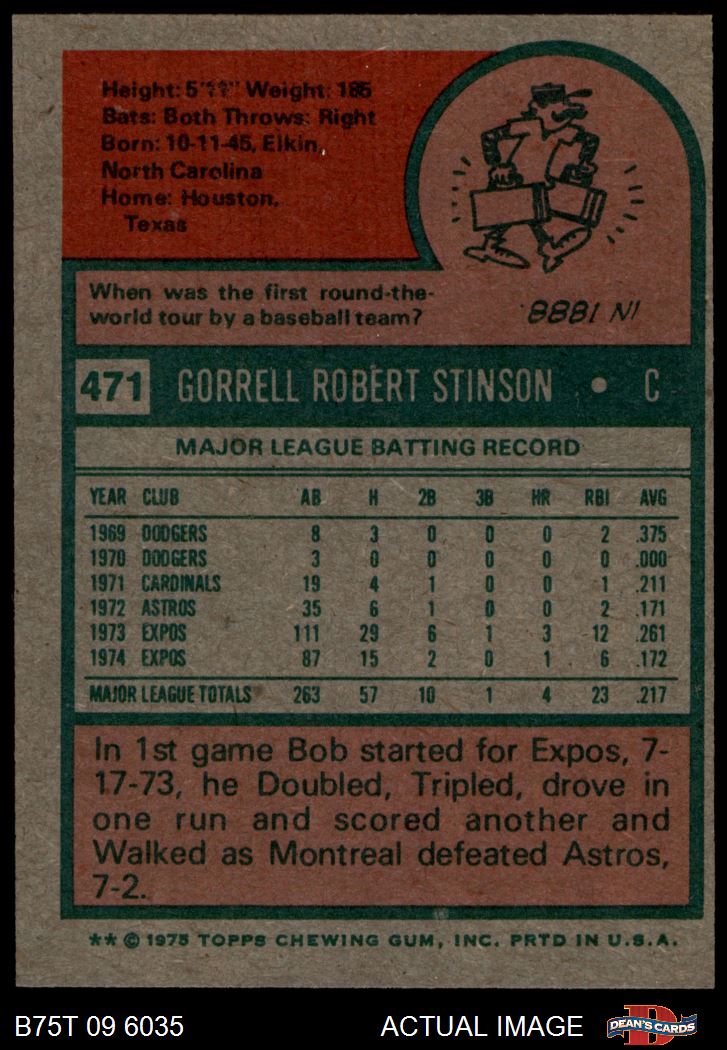 Height: 5'11" Weight: 185
Bats: Both Throws: Right
Born: 10-11-45, Elkin,
North Carolina
Home: Houston,
Texas
When was the first round-the-
world tour by a baseball team?
IN 1888.
471 GORRELL ROBERT STINSON • C
MAJOR LEAGUE BATTING RECORD
YEAR CLUB AB H 2B 3B HR RBI AVG
1969 DODGERS 8 3 0 0 0 2 .375
1970 DODGERS 3 0 0 0 0 0 .000
1971 CARDINALS 19 4 1 0 0 1 .211
1972 ASTROS 35 6 1 0 0 2 .171
1973 EXPOS 111 29 6 1 3 12 .261
1974 EXPOS 87 15 2 0 1 6 .172
MAJOR LEAGUE TOTALS 263 57 10 1 4 23 .217
In 1st game Bob started for Expos, 7-
17-73, he Doubled, Tripled, drove in
one run and scored another and
Walked as Montreal defeated Astros,
7-2.
** © 1975 TOPPS CHEWING GUM, INC. PRTD IN U.S.A.
B75T 09 6035 ACTUAL IMAGE D DEAN'S CARDS